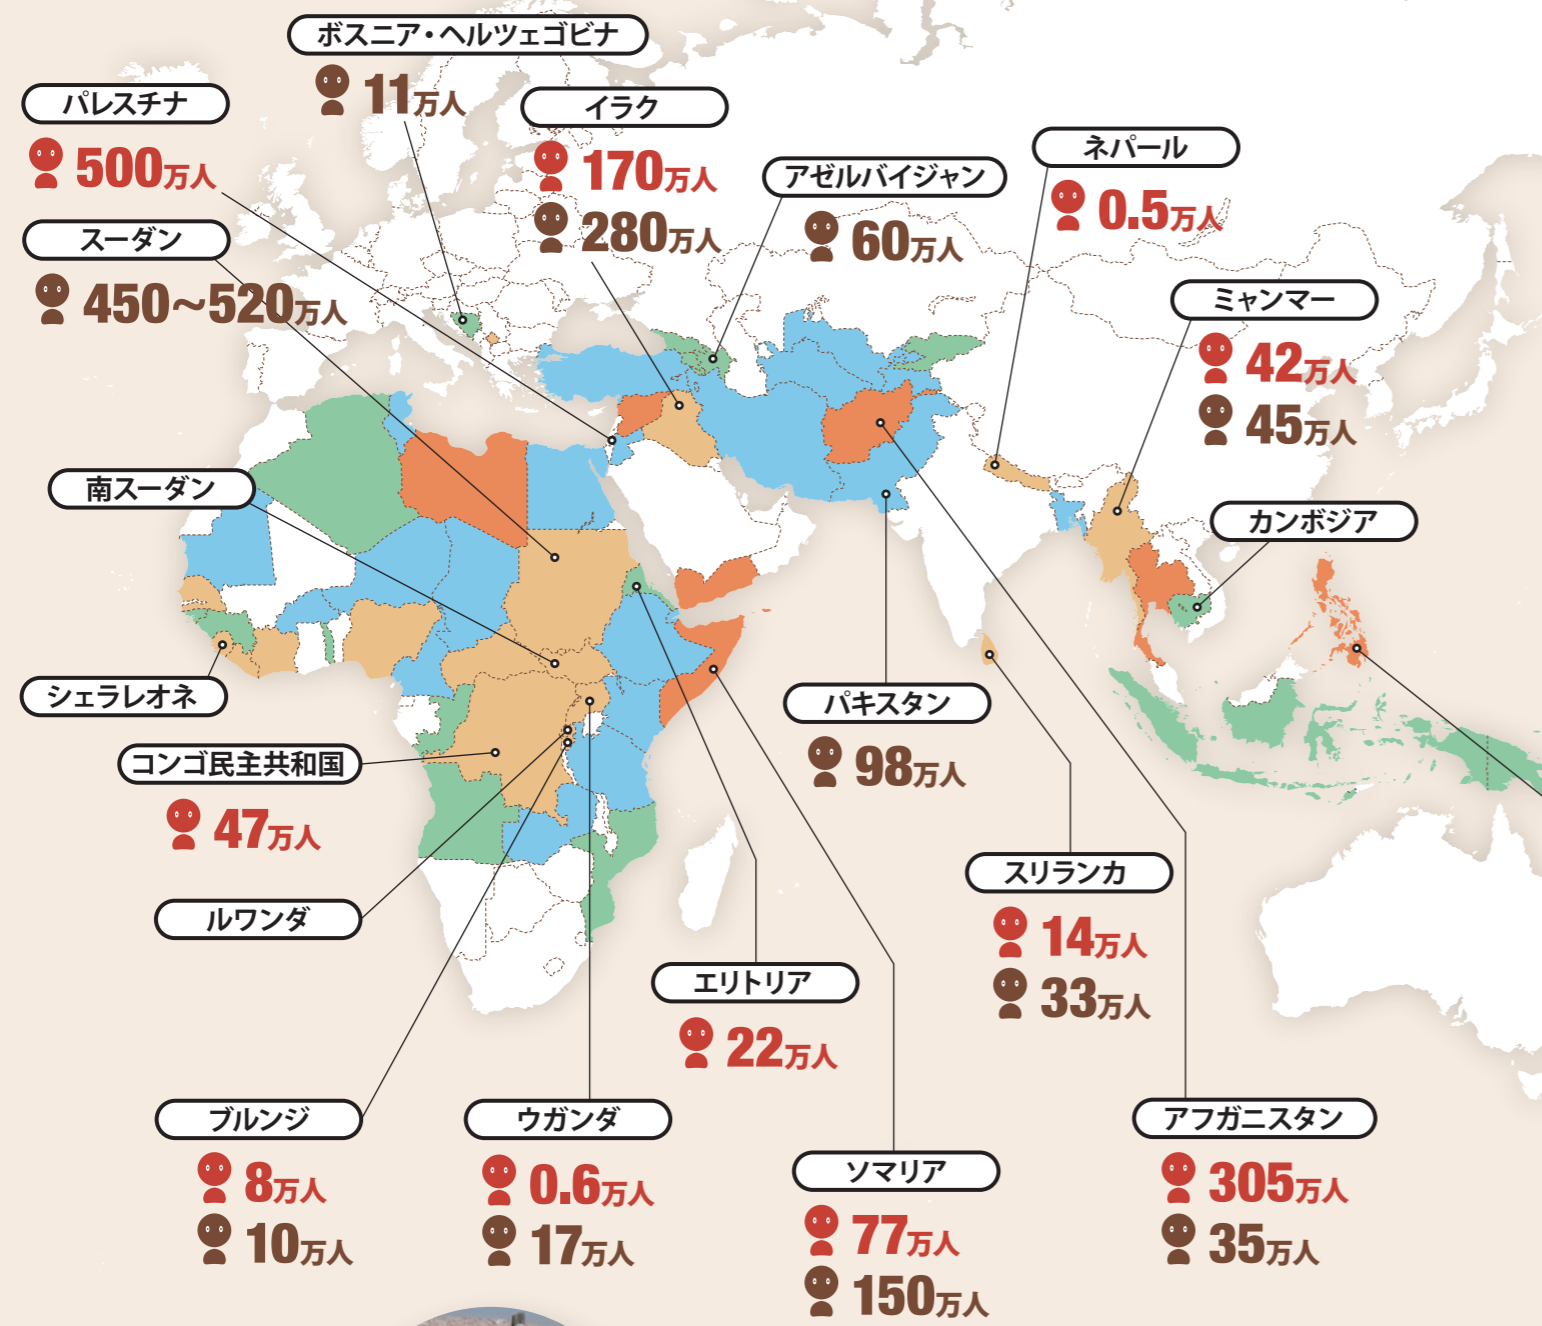 ボスニア・ヘルツェゴビナ
11万人
パレスチナ
500万人
イラク
170万人
280万人
アゼルバイジャン
60万人
ネパール
0.5万人
スーダン
450～520万人
ミャンマー
42万人
45万人
南スーダン
カンボジア
シェラレオネ
パキスタン
98万人
コンゴ民主共和国
47万人
ルワンダ
スリランカ
14万人
33万人
エリトリア
22万人
ブルンジ
8万人
10万人
ウガンダ
0.6万人
17万人
ソマリア
77万人
150万人
アフガニスタン
305万人
35万人